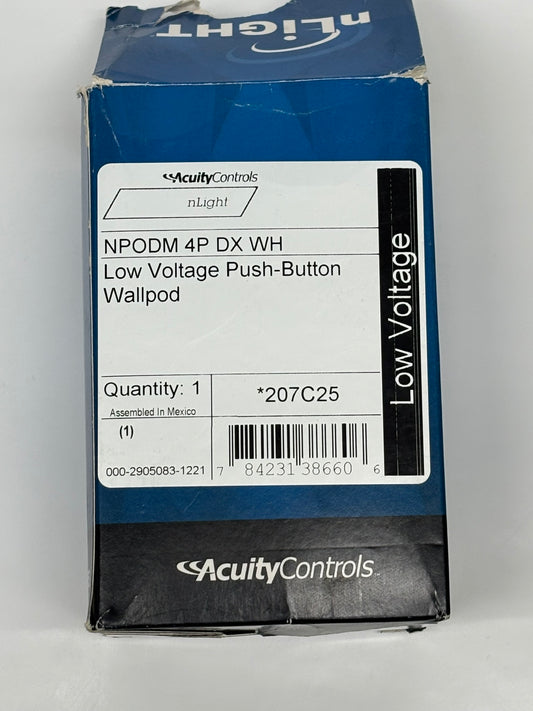 nLIGHT
AcuityControls
nLight
NPODM 4P DX WH
Low Voltage Push-Button
Wallpod
Low Voltage
Quantity: 1
Assembled In Mexico
*207C25
(1)
000-2905083-1221
7 84231 38660 6
AcuityControls